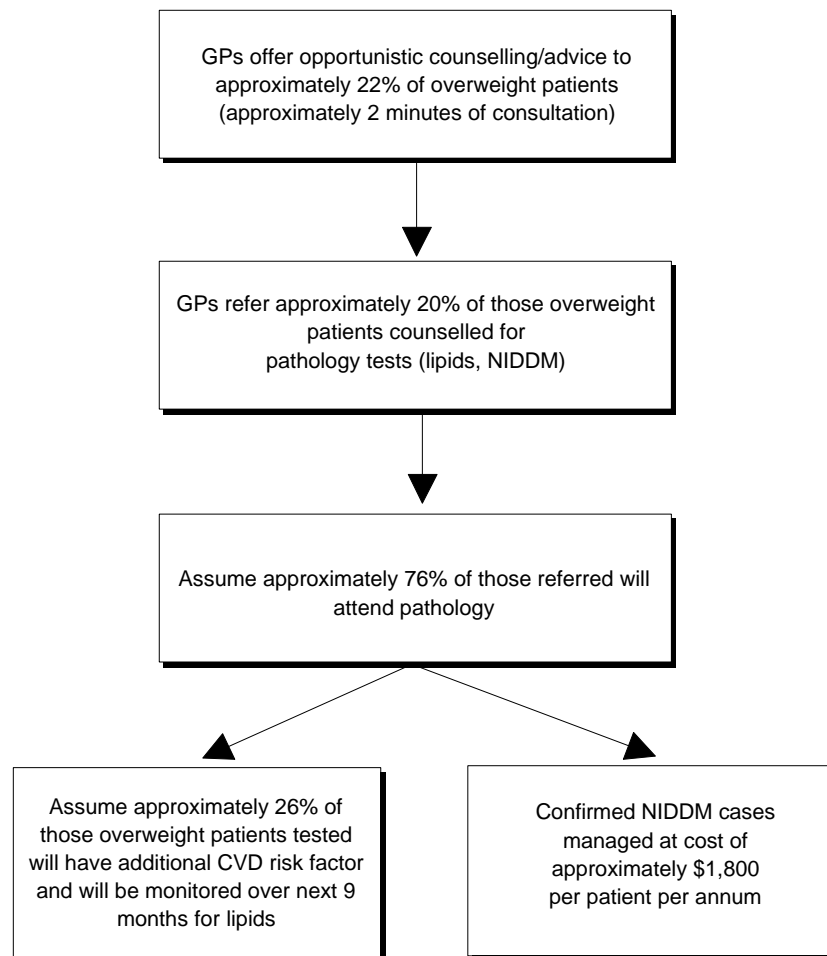 GPs offer opportunistic counselling/advice to
approximately 22% of overweight patients
(approximately 2 minutes of consultation)
GPs refer approximately 20% of those overweight
patients counselled for
pathology tests (lipids, NIDDM)
Assume approximately 76% of those referred will
attend pathology
Assume approximately 26% of
those overweight patients tested
will have additional CVD risk factor
and will be monitored over next 9
months for lipids
Confirmed NIDDM cases
managed at cost of
approximately $1,800
per patient per annum